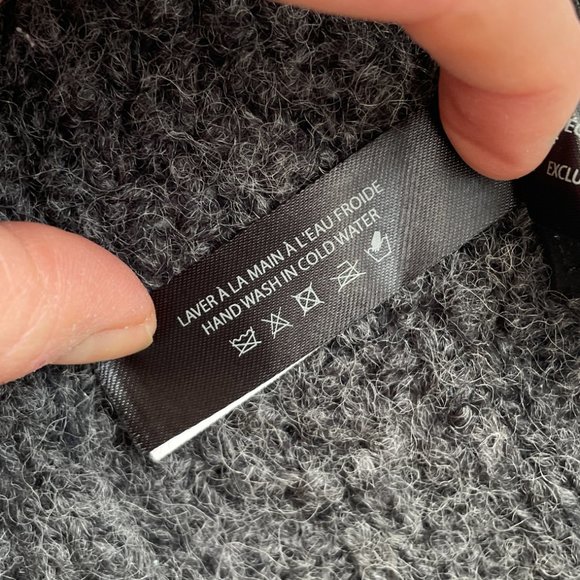 LAVER À LA MAIN À L'EAU FROIDE
HAND WASH IN COLD WATER